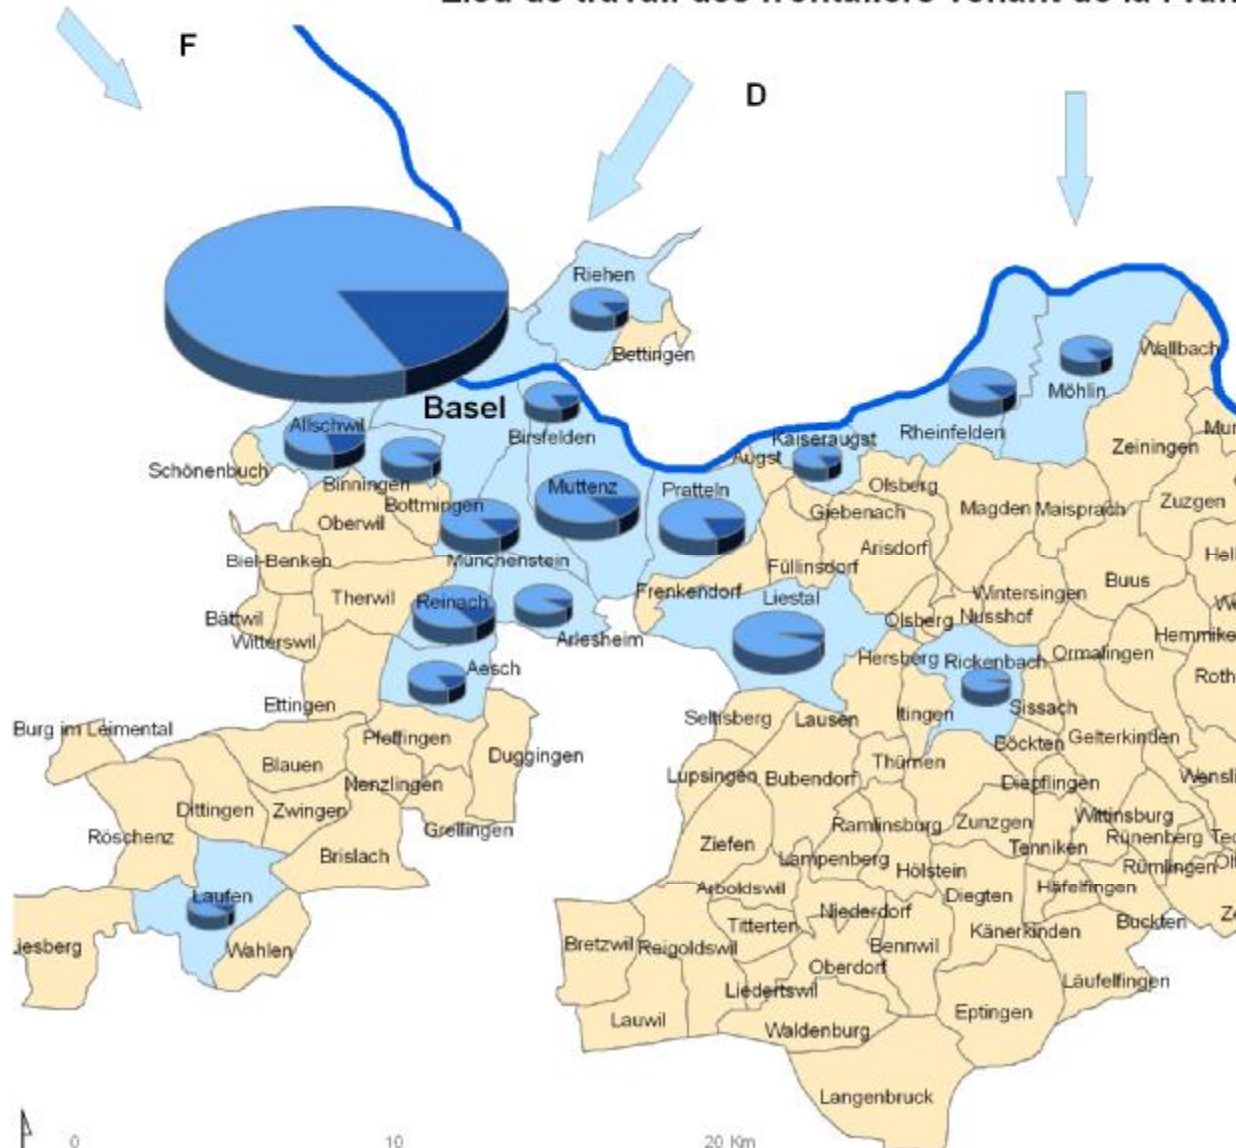 F
D
Riehen
Bettingen
Wallbach
Möhlin
Basel
Allschwil
Birsfelden
Kaiseraugst
Rheinfelden
Zeiningen
Schönenbuch
Binningen
Augst
Muttenz
Pratteln
Olsberg
Bottmingen
Oberwil
Giebenach
Magden
Maisprach
Zuzgen
Münchenstein
Biel-Benken
Arisdorf
Füllinsdorf
Buus
Therwil
Reinach
Frenkendorf
Liestal
Wintersingen
Nusshof
Bättwil
Witterswil
Arlesheim
Olsberg
Hersberg
Rickenbach
Ormalingen
Aesch
Ettingen
Seltisberg
Lausen
Itingen
Sissach
Burg im Leimental
Pfeffingen
Duggingen
Böckten
Gelterkinden
Blauen
Nenzlingen
Lupsingen
Bubendorf
Thürnen
Diepflingen
Dittingen
Zwingen
Röschenz
Grellingen
Brislach
Ziefen
Ramlinsburg
Zunzgen
Wittinsburg
Rünenberg
Tenniken
Lampenberg
Hölstein
Rümlingen
Laufen
Arboldswil
Diegten
Häfelfingen
Niederdorf
Titterten
Buckten
Wahlen
Bretzwil
Reigoldswil
Bennwil
Känerkinden
Oberdorf
Läufelfingen
Liedertswil
Lauwil
Waldenburg
Eptingen
Langenbruck
0 10 20 Km